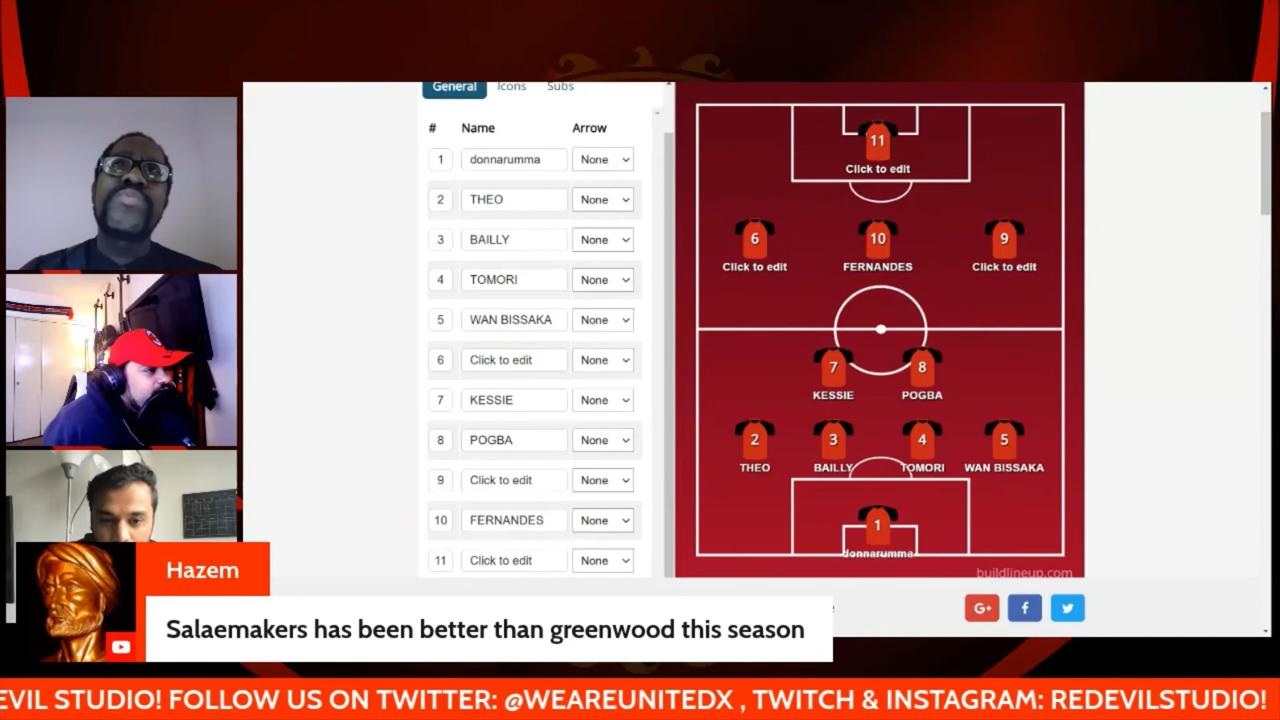 General Icons Subs
# Name Arrow
1 donnarumma None
2 THEO None
3 BAILLY None
4 TOMORI None
5 WAN BISSAKA None
6 Click to edit None
7 KESSIE None
8 POGBA None
9 Click to edit None
10 FERNANDES None
11 Click to edit None
11
Click to edit
6 10 9
Click to edit FERNANDES Click to edit
7 8
KESSIE POGBA
2 3 4 5
THEO BAILLY TOMORI WAN BISSAKA
1
donnarumma
buildlineup.com
G+ f
Hazem
Salaemakers has been better than greenwood this season
EVIL STUDIO! FOLLOW US ON TWITTER: @WEAREUNITEDX , TWITCH & INSTAGRAM: REDEVILSTUDIO!